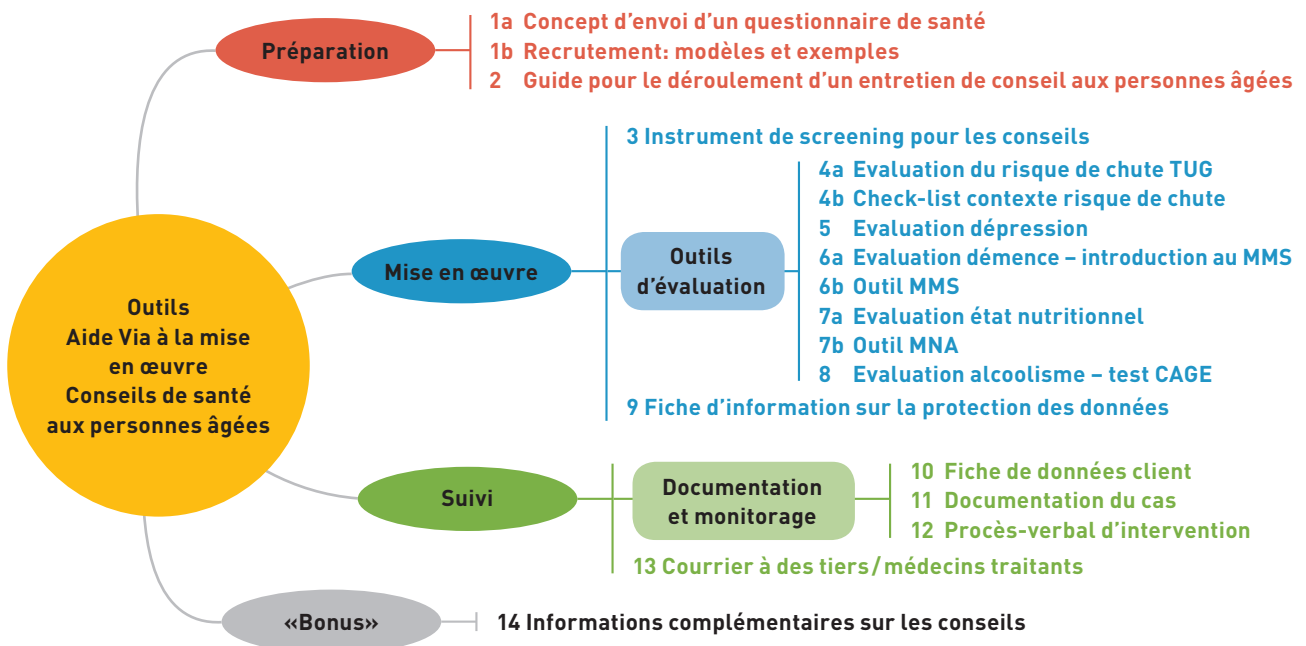 Préparation
1a Concept d’envoi d’un questionnaire de santé
1b Recrutement: modèles et exemples
2 Guide pour le déroulement d’un entretien de conseil aux personnes âgées
Outils
Aide Via à la mise
en œuvre
Conseils de santé
aux personnes âgées
Mise en œuvre
3 Instrument de screening pour les conseils
Outils
d’évaluation
4a Evaluation du risque de chute TUG
4b Check-list contexte risque de chute
5 Evaluation dépression
6a Evaluation démence – introduction au MMS
6b Outil MMS
7a Evaluation état nutritionnel
7b Outil MNA
8 Evaluation alcoolisme – test CAGE
9 Fiche d’information sur la protection des données
Suivi
Documentation
et monitorage
10 Fiche de données client
11 Documentation du cas
12 Procès-verbal d’intervention
13 Courrier à des tiers/médecins traitants
«Bonus»
14 Informations complémentaires sur les conseils